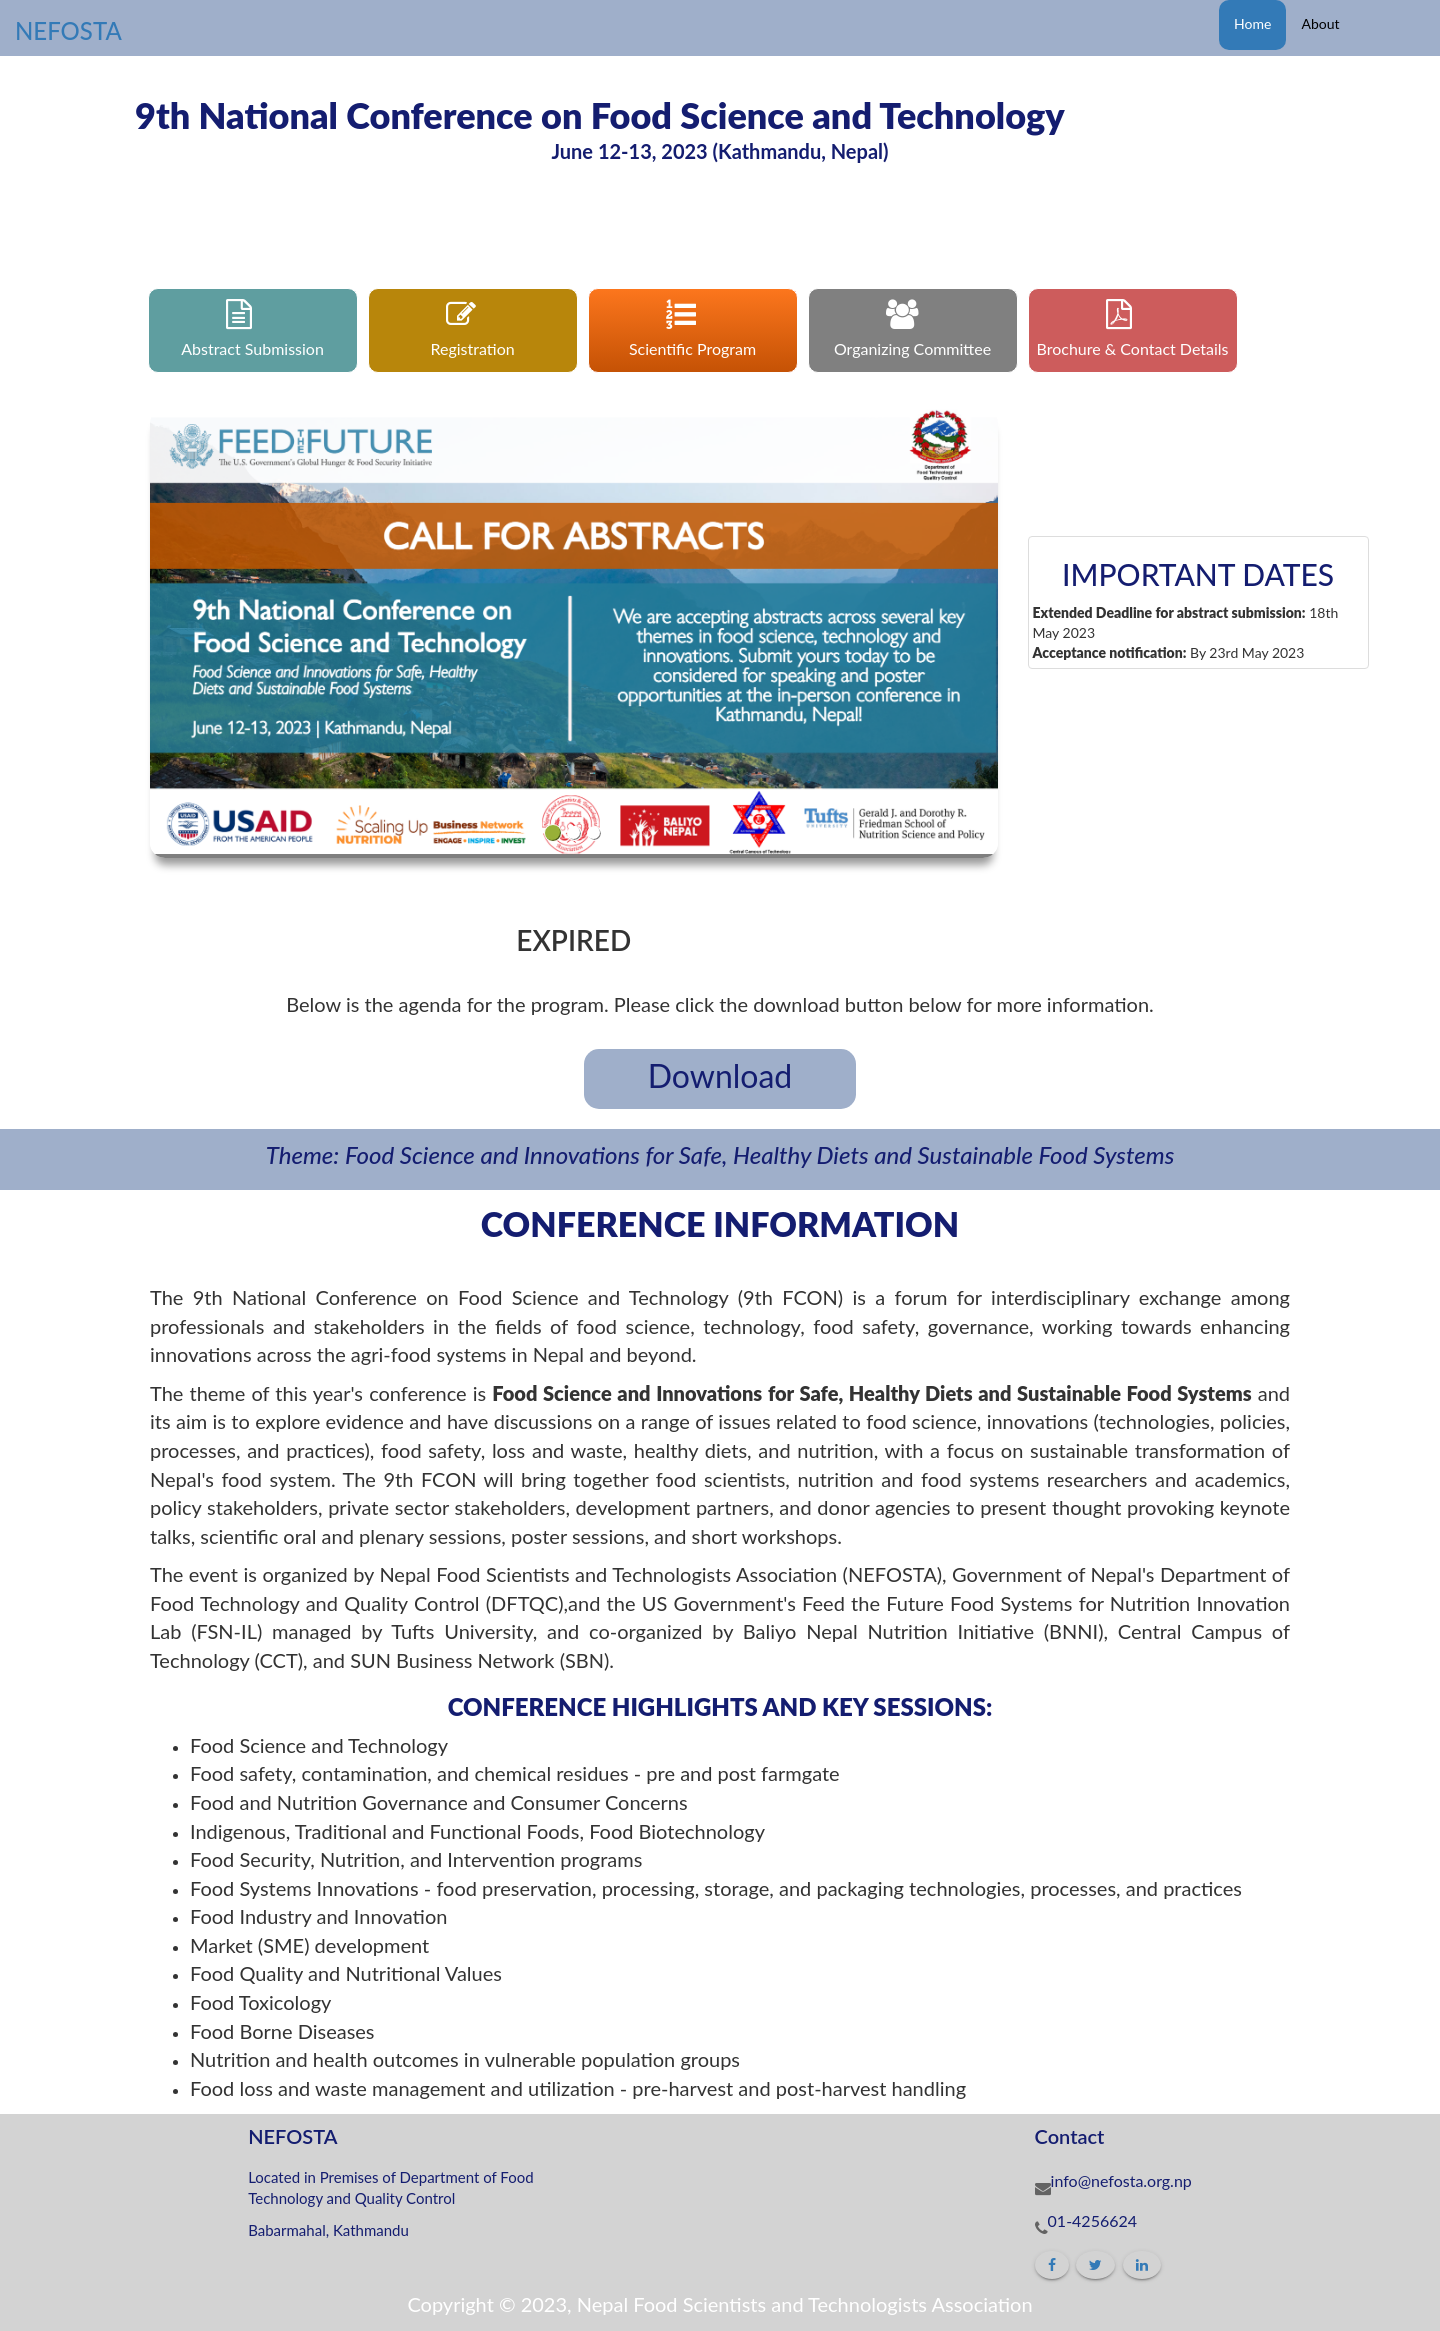 NEFOSTA
Home
About
9th National Conference on Food Science and Technology
June 12-13, 2023 (Kathmandu, Nepal)
Abstract Submission
Registration
Scientific Program
Organizing Committee
Brochure & Contact Details
FEED THE FUTURE
The U.S. Government's Global Hunger & Food Security Initiative
Department of
Food Technology and
Quality Control
CALL FOR ABSTRACTS
9th National Conference on
Food Science and Technology
Food Science and Innovations for Safe, Healthy
Diets and Sustainable Food Systems
June 12-13, 2023 | Kathmandu, Nepal
We are accepting abstracts across several key
themes in food science, technology and
innovations. Submit yours today to be
considered for speaking and poster
opportunities at the in-person conference in
Kathmandu, Nepal!
USAID
FROM THE AMERICAN PEOPLE
Scaling Up
NUTRITION
Business Network
ENGAGE • INSPIRE • INVEST
BALIYO
NEPAL
Central Campus of Technology
Tufts
UNIVERSITY
Gerald J. and Dorothy R.
Friedman School of
Nutrition Science and Policy
IMPORTANT DATES
Extended Deadline for abstract submission: 18th
May 2023
Acceptance notification: By 23rd May 2023
EXPIRED
Below is the agenda for the program. Please click the download button below for more information.
Download
Theme: Food Science and Innovations for Safe, Healthy Diets and Sustainable Food Systems
CONFERENCE INFORMATION
The 9th National Conference on Food Science and Technology (9th FCON) is a forum for interdisciplinary exchange among
professionals and stakeholders in the fields of food science, technology, food safety, governance, working towards enhancing
innovations across the agri-food systems in Nepal and beyond.
The theme of this year's conference is Food Science and Innovations for Safe, Healthy Diets and Sustainable Food Systems and
its aim is to explore evidence and have discussions on a range of issues related to food science, innovations (technologies, policies,
processes, and practices), food safety, loss and waste, healthy diets, and nutrition, with a focus on sustainable transformation of
Nepal's food system. The 9th FCON will bring together food scientists, nutrition and food systems researchers and academics,
policy stakeholders, private sector stakeholders, development partners, and donor agencies to present thought provoking keynote
talks, scientific oral and plenary sessions, poster sessions, and short workshops.
The event is organized by Nepal Food Scientists and Technologists Association (NEFOSTA), Government of Nepal's Department of
Food Technology and Quality Control (DFTQC),and the US Government's Feed the Future Food Systems for Nutrition Innovation
Lab (FSN-IL) managed by Tufts University, and co-organized by Baliyo Nepal Nutrition Initiative (BNNI), Central Campus of
Technology (CCT), and SUN Business Network (SBN).
CONFERENCE HIGHLIGHTS AND KEY SESSIONS:
• Food Science and Technology
• Food safety, contamination, and chemical residues - pre and post farmgate
• Food and Nutrition Governance and Consumer Concerns
• Indigenous, Traditional and Functional Foods, Food Biotechnology
• Food Security, Nutrition, and Intervention programs
• Food Systems Innovations - food preservation, processing, storage, and packaging technologies, processes, and practices
• Food Industry and Innovation
• Market (SME) development
• Food Quality and Nutritional Values
• Food Toxicology
• Food Borne Diseases
• Nutrition and health outcomes in vulnerable population groups
• Food loss and waste management and utilization - pre-harvest and post-harvest handling
NEFOSTA
Located in Premises of Department of Food
Technology and Quality Control
Babarmahal, Kathmandu
Contact
info@nefosta.org.np
01-4256624
Copyright © 2023, Nepal Food Scientists and Technologists Association